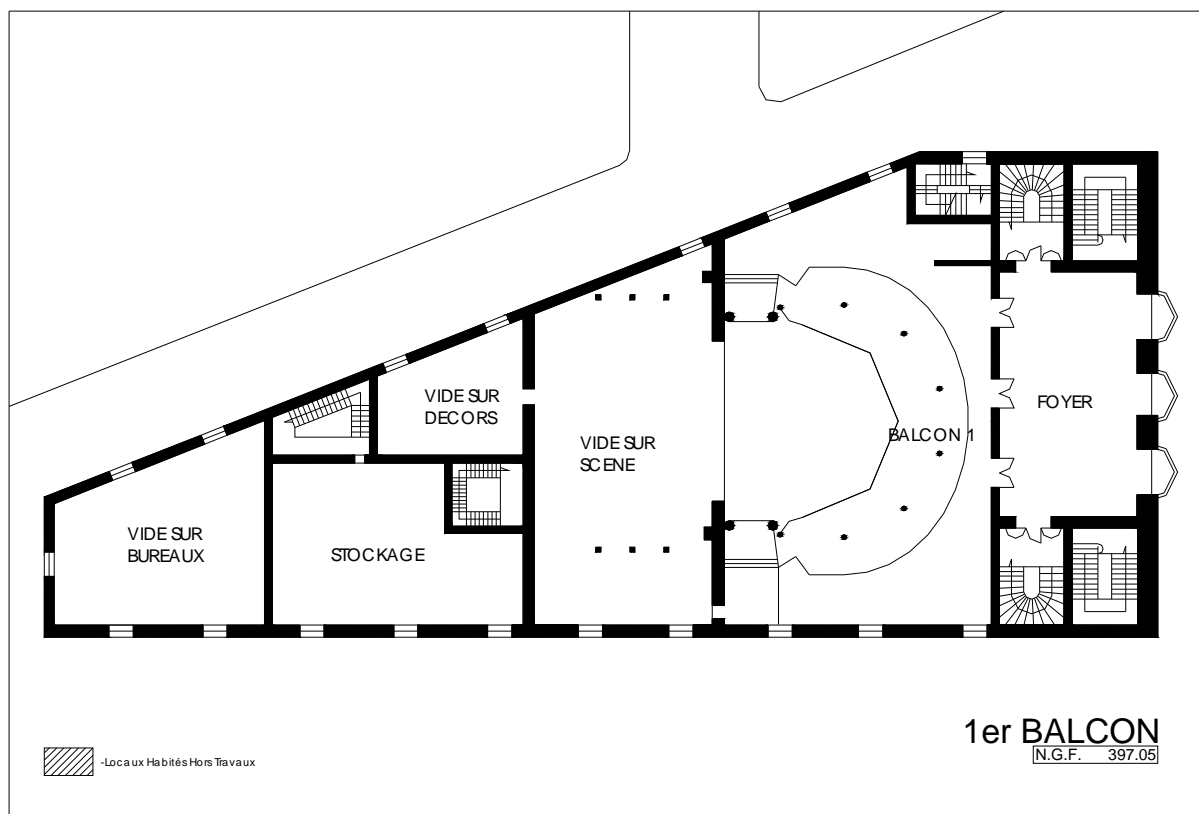 VIDE SUR
DECORS
FOYER
BALCON 1
VIDE SUR
SCENE
VIDE SUR
BUREAUX
STOCKAGE
1er BALCON
N.G.F. 397.05
-Locaux Habités Hors Travaux